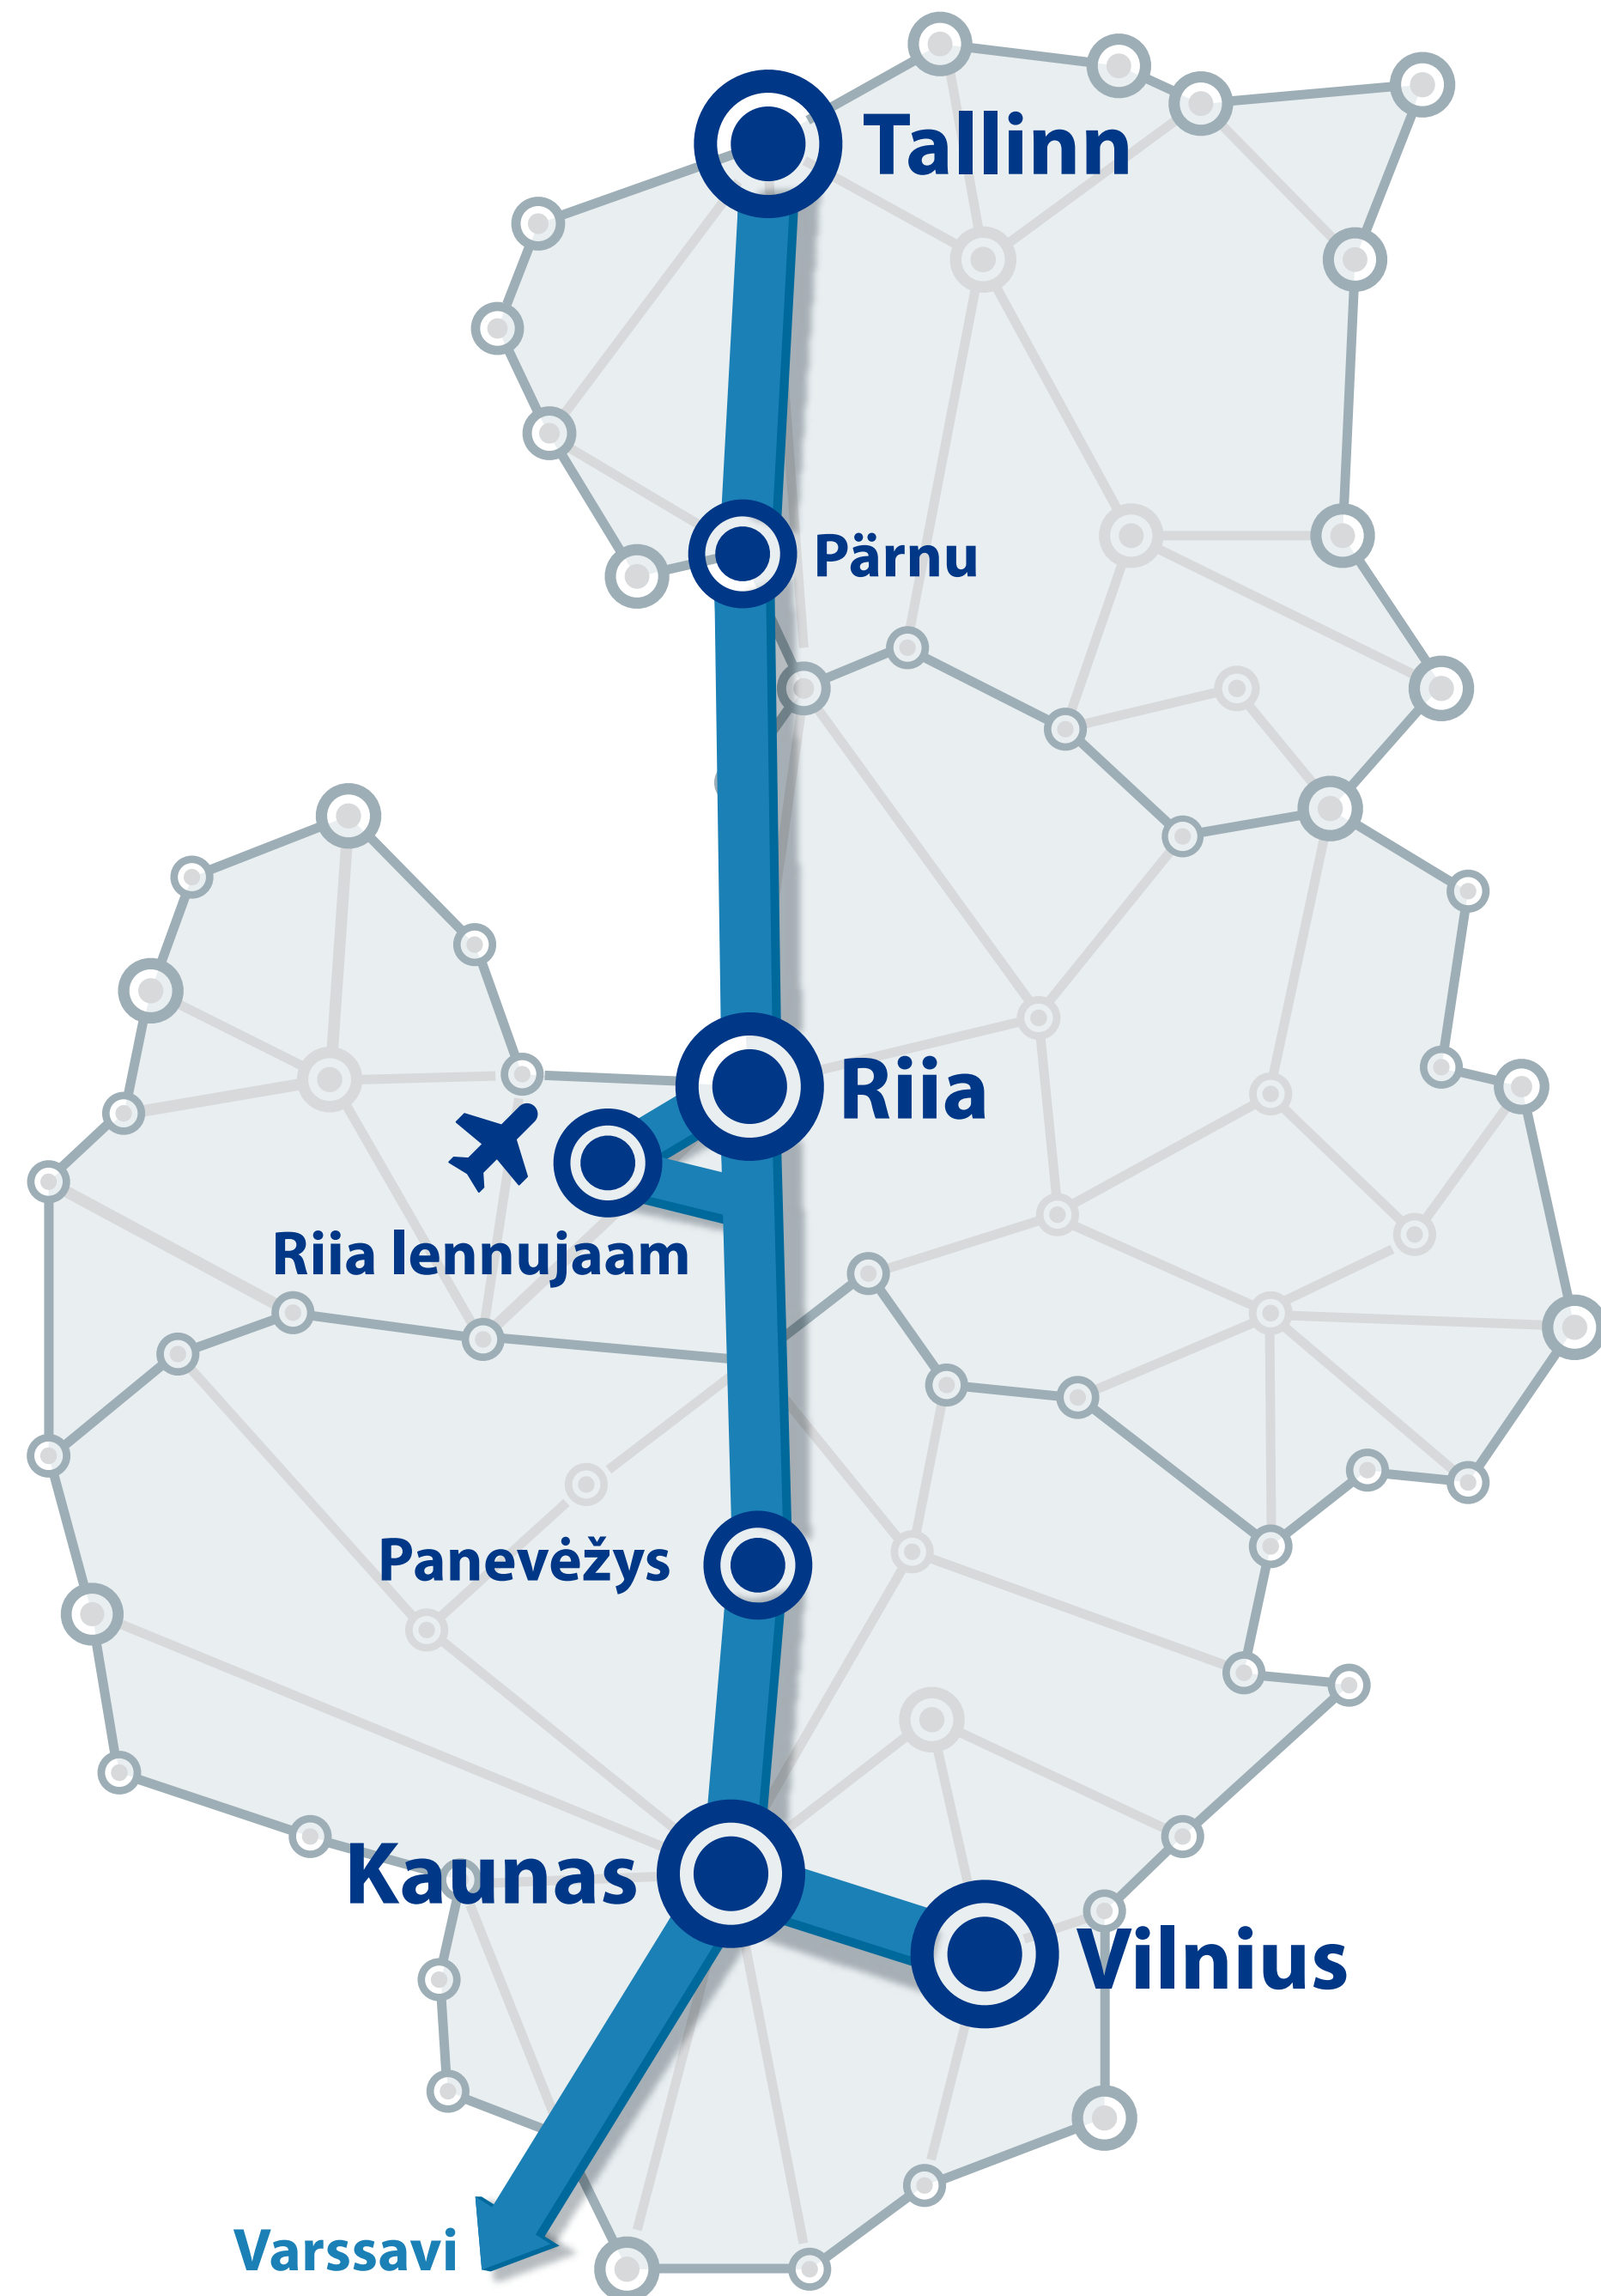 Tallinn
Pärnu
Riia
Riia lennujaam
Panevėžys
Kaunas
Vilnius
Varssavi